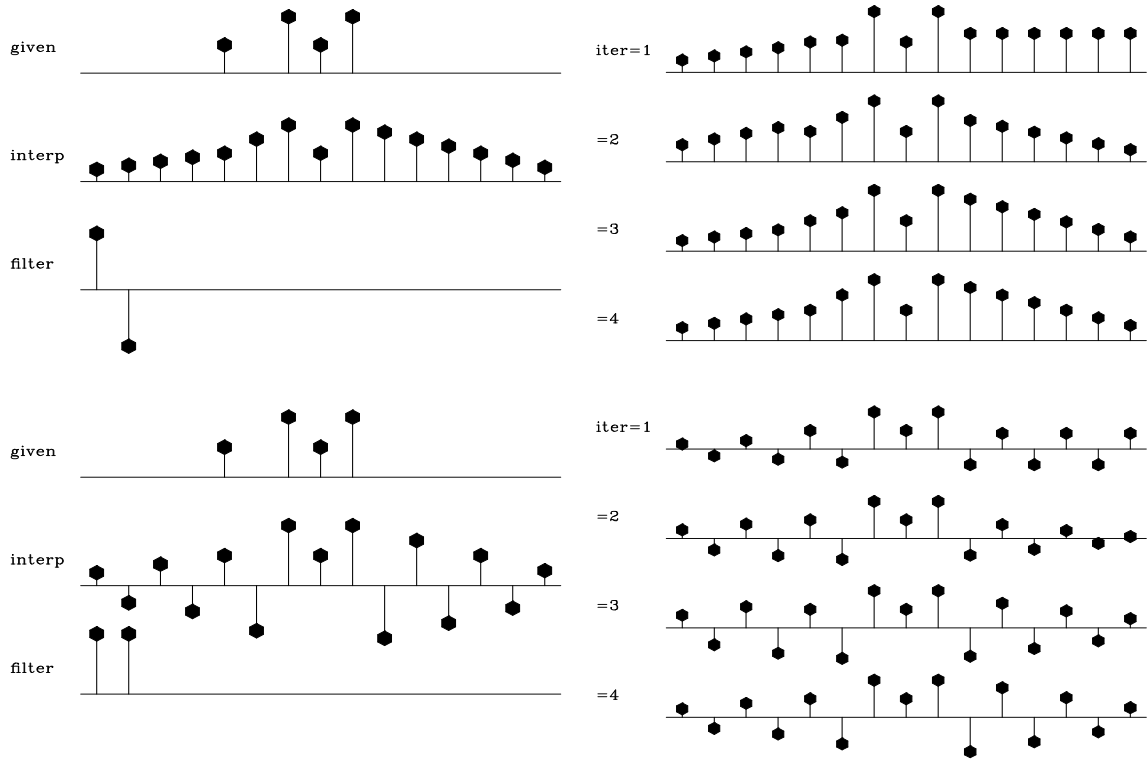 given
interp
filter
iter=1
=2
=3
=4
given
interp
filter
iter=1
=2
=3
=4